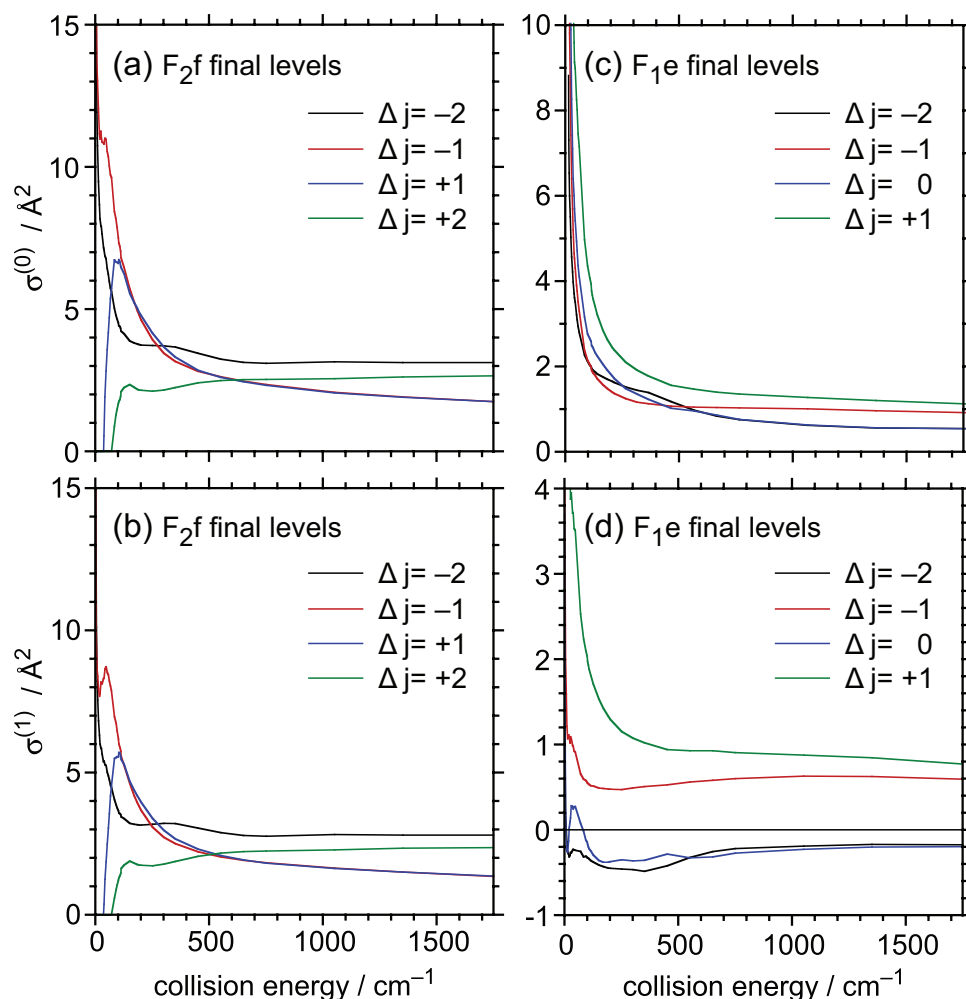 (a) F₂f final levels
Δ j= –2
Δ j= –1
Δ j= +1
Δ j= +2
15
10
5
0
σ⁽⁰⁾ / Å²
(c) F₁e final levels
Δ j= –2
Δ j= –1
Δ j= 0
Δ j= +1
10
8
6
4
2
0
(b) F₂f final levels
Δ j= –2
Δ j= –1
Δ j= +1
Δ j= +2
15
10
5
0
σ⁽¹⁾ / Å²
0 500 1000 1500
collision energy / cm⁻¹
(d) F₁e final levels
Δ j= –2
Δ j= –1
Δ j= 0
Δ j= +1
4
3
2
1
0
-1
0 500 1000 1500
collision energy / cm⁻¹